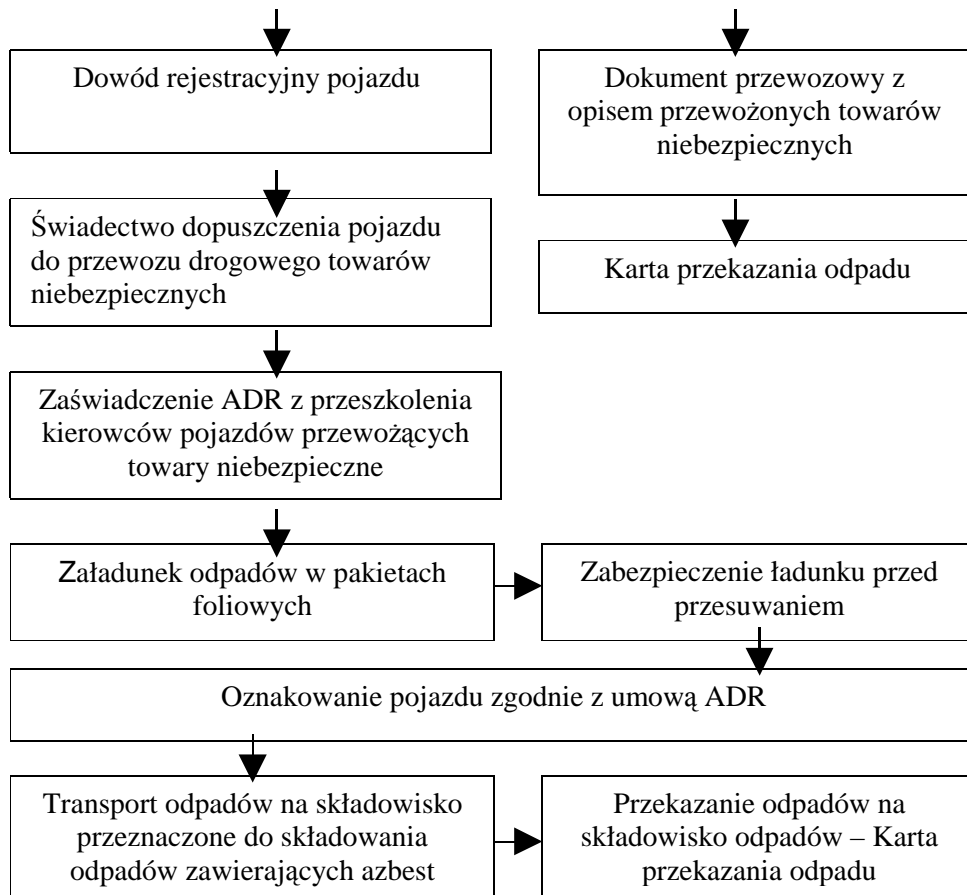 Dowód rejestracyjny pojazdu
Dokument przewozowy z
opisem przewożonych towarów
niebezpiecznych
Świadectwo dopuszczenia pojazdu
do przewozu drogowego towarów
niebezpiecznych
Karta przekazania odpadu
Zaświadczenie ADR z przeszkolenia
kierowców pojazdów przewożących
towary niebezpieczne
Załadunek odpadów w pakietach
foliowych
Zabezpieczenie ładunku przed
przesuwaniem
Oznakowanie pojazdu zgodnie z umową ADR
Transport odpadów na składowisko
przeznaczone do składowania
odpadów zawierających azbest
Przekazanie odpadów na
składowisko odpadów – Karta
przekazania odpadu